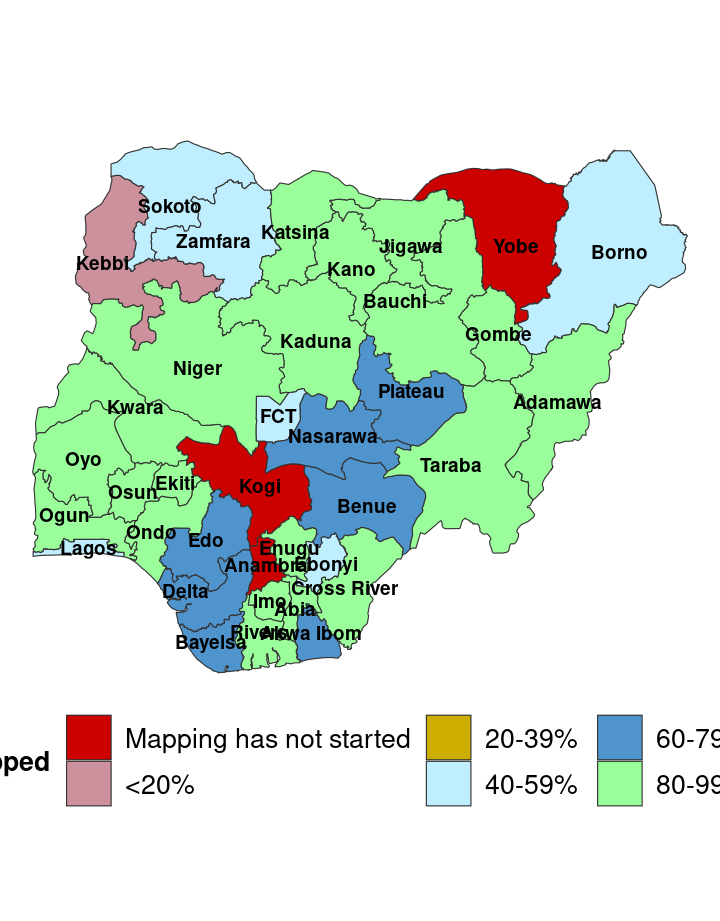 Sokoto
Katsina
Zamfara
Jigawa
Yobe
Borno
Kebbi
Kano
Bauchi
Gombe
Kaduna
Niger
Plateau
Adamawa
Kwara
FCT
Nasarawa
Oyo
Taraba
Ekiti
Kogi
Osun
Benue
Ogun
Ondo
Edo
Lagos
Enugu
Anambra
Ebonyi
Delta
Cross River
Imo
Abia
Rivers
Akwa Ibom
Bayelsa
pped
Mapping has not started
20-39%
60-79
<20%
40-59%
80-99